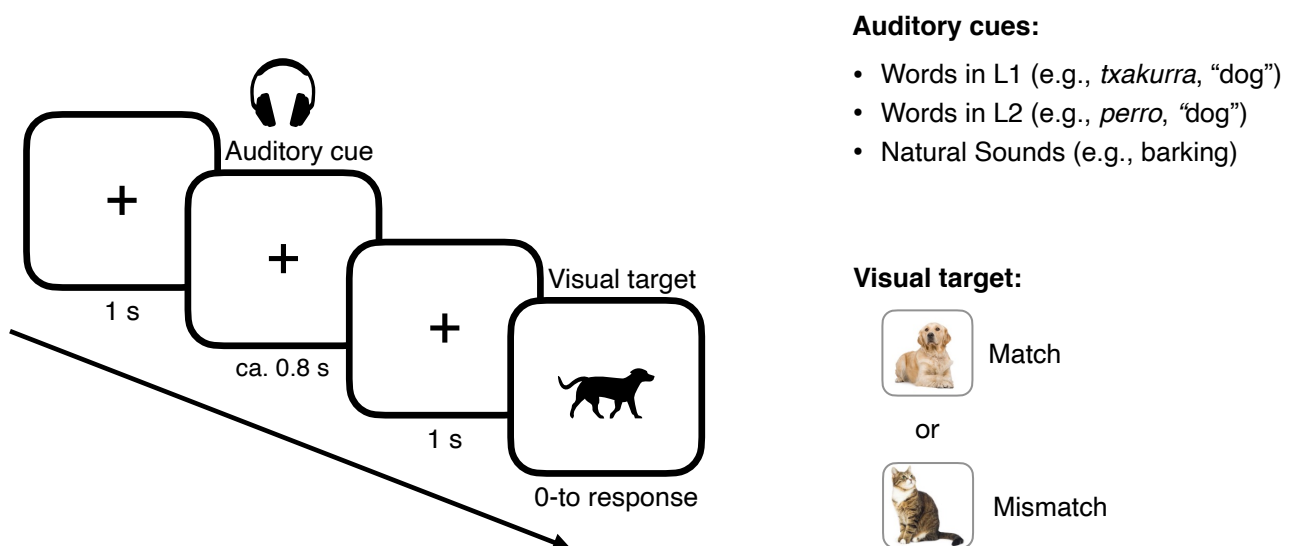 Auditory cue
1 s
ca. 0.8 s
Visual target
1 s
0-to response
Auditory cues:
• Words in L1 (e.g., txakurra, “dog”)
• Words in L2 (e.g., perro, “dog”)
• Natural Sounds (e.g., barking)
Visual target:
Match
or
Mismatch